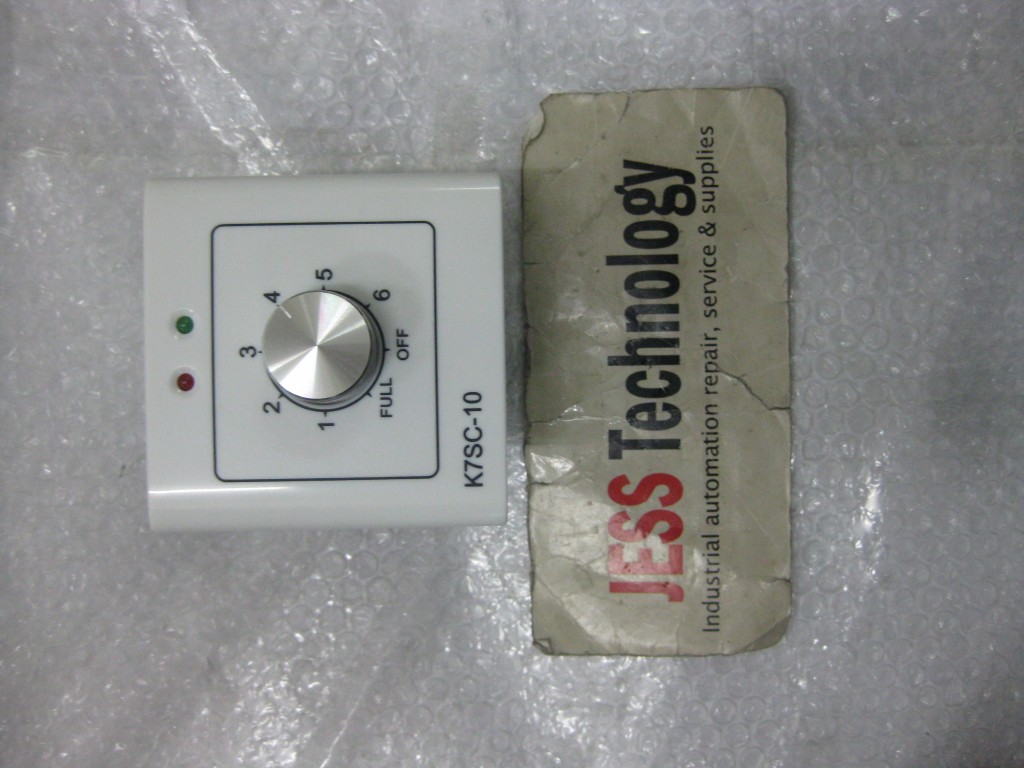 3
2
4
1
5
FULL
OFF
6
K7SC-10
JESS Technology
Industrial automation repair, service & supplies